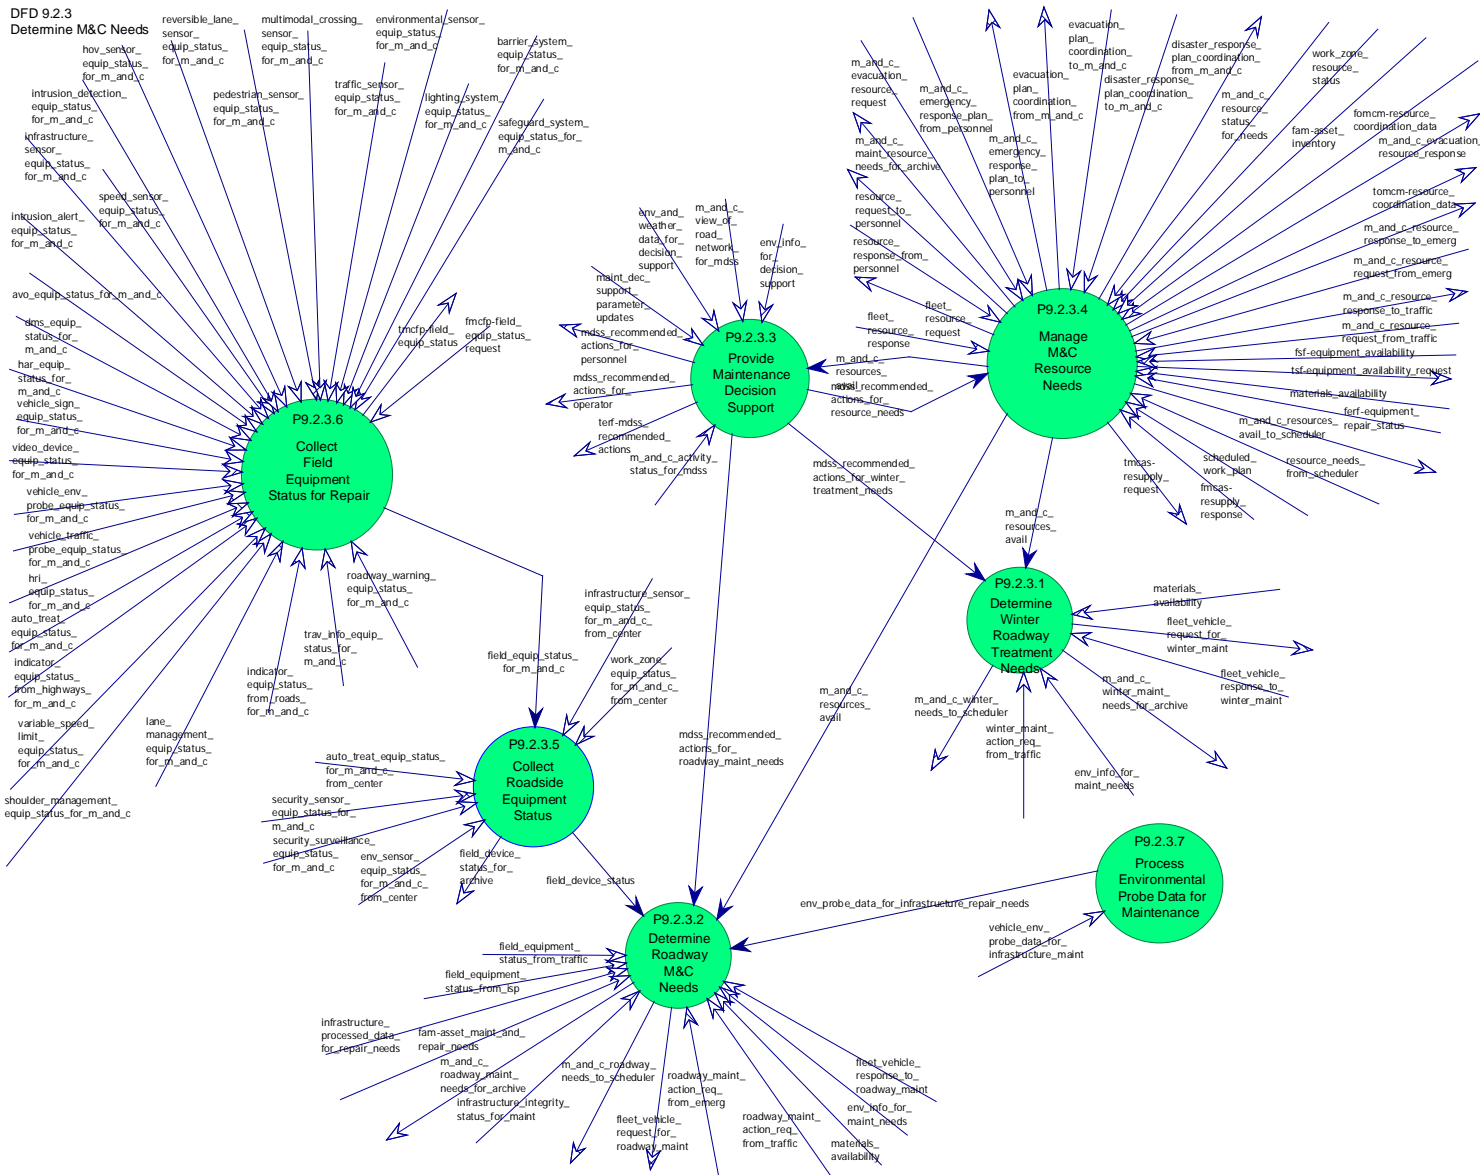 DFD 9.2.3
Determine M&C Needs
hov_sensor_
equip_status_
for_m_and_c
reversible_lane_
sensor_
equip_status_
for_m_and_c
multimodal_crossing_
sensor_
equip_status_
for_m_and_c
environmental_sensor_
equip_status_
for_m_and_c
barrier_system_
equip_status_
for_m_and_c
intrusion_detection_
equip_status_
for_m_and_c
pedestrian_sensor_
equip_status_
for_m_and_c
traffic_sensor_
equip_status_
for_m_and_c
lighting_system_
equip_status_
for_m_and_c
safeguard_system_
equip_status_for_
m_and_c
infrastructure_
sensor_
equip_status_
for_m_and_c
speed_sensor_
equip_status_
for_m_and_c
intrusion_alert_
equip_status_
for_m_and_c
avo_equip_status_for_m_and_c
dms_equip_
status_for_
m_and_c
har_equip_
status_for_
m_and_c
vehicle_sign_
equip_status_
for_m_and_c
video_device_
equip_status_
for_m_and_c
vehicle_env_
probe_equip_status_
for_m_and_c
vehicle_traffic_
probe_equip_status_
for_m_and_c
hri_
equip_status_
for_m_and_c
auto_treat_
equip_status_
for_m_and_c
indicator_
equip_status_
from_highways_
for_m_and_c
variable_speed_
limit_
equip_status_
for_m_and_c
shoulder_management_
equip_status_for_m_and_c
lane_
management_
equip_status_
for_m_and_c
indicator_
equip_status_
from_roads_
for_m_and_c
trav_info_equip_
status_for_
m_and_c
roadway_warning_
equip_status_
for_m_and_c
tmcfp-field_
equip_status
fmcfp-field_
equip_status_
request
P9.2.3.6
Collect
Field
Equipment
Status for Repair
env_and_
weather_
data_for_
decision_
support
m_and_c_
view_of_
road_
network_
for_mdss
env_info_
for_
decision_
support
maint_dec_
support_
parameter_
updates
mdss_recommended_
actions_for_
personnel
mdss_recommended_
actions_for_
operator
terf-mdss_
recommended_
actions
m_and_c_activity_
status_for_mdss
P9.2.3.3
Provide
Maintenance
Decision
Support
m_and_c_
resources_
avail
mdss_recommended_
actions_for_
resource_needs
mdss_recommended_
actions_for_winter_
treatment_needs
m_and_c_
evacuation_
resource_
request
m_and_c_
emergency_
response_plan_
from_personnel
evacuation_
plan_
coordination_
to_m_and_c
evacuation_
plan_
coordination_
from_m_and_c
disaster_response_
plan_coordination_
from_m_and_c
disaster_response_
plan_coordination_
to_m_and_c
m_and_c_
resource_
status_
for_needs
work_zone_
resource_
status
fam-asset_
inventory
fomcm-resource_
coordination_data
m_and_c_evacuation_
resource_response
tomcm-resource_
coordination_data
m_and_c_resource_
response_to_emerg
m_and_c_resource_
request_from_emerg
m_and_c_resource_
response_to_traffic
m_and_c_resource_
request_from_traffic
fsf-equipment_availability
tsf-equipment_availability_request
materials_availability
ferf-equipment_
repair_status
m_and_c_resources_
avail_to_scheduler
resource_needs_
from_scheduler
scheduled_
work_plan
fmcas-
resupply_
response
tmcas-
resupply_
request
m_and_c_
maint_resource_
needs_for_archive
m_and_c_
emergency_
response_
plan_to_
personnel
resource_
request_to_
personnel
resource_
response_from_
personnel
fleet_
resource_
request
fleet_
resource_
response
P9.2.3.4
Manage
M&C
Resource
Needs
m_and_c_
resources_
avail
P9.2.3.1
Determine
Winter
Roadway
Treatment
Needs
materials_
availability
fleet_vehicle_
request_for_
winter_maint
fleet_vehicle_
response_to_
winter_maint
m_and_c_
winter_maint_
needs_for_archive
m_and_c_winter_
needs_to_scheduler
winter_maint_
action_req_
from_traffic
env_info_for_
maint_needs
m_and_c_
resources_
avail
field_equip_status_
for_m_and_c
infrastructure_sensor_
equip_status_
for_m_and_c_
from_center
work_zone_
equip_status_
for_m_and_c_
from_center
auto_treat_equip_status_
for_m_and_c_
from_center
security_sensor_
equip_status_for_
m_and_c
security_surveillance_
equip_status_
for_m_and_c
env_sensor_
equip_status_
for_m_and_c_
from_center
field_device_
status_for_
archive
P9.2.3.5
Collect
Roadside
Equipment
Status
field_device_status
mdss_recommended_
actions_for_
roadway_maint_needs
P9.2.3.7
Process
Environmental
Probe Data for
Maintenance
env_probe_data_for_infrastructure_repair_needs
vehicle_env_
probe_data_for_
infrastructure_maint
P9.2.3.2
Determine
Roadway
M&C
Needs
field_equipment_
status_from_traffic
field_equipment_
status_from_isp
infrastructure_
processed_data_
for_repair_needs
fam-asset_maint_and_
repair_needs
m_and_c_
roadway_maint_
needs_for_archive
infrastructure_integrity_
status_for_maint
m_and_c_roadway_
needs_to_scheduler
fleet_vehicle_
request_for_
roadway_maint
roadway_maint_
action_req_
from_emerg
roadway_maint_
action_req_
from_traffic
materials_
availability
env_info_for_
maint_needs
fleet_vehicle_
response_to_
roadway_maint